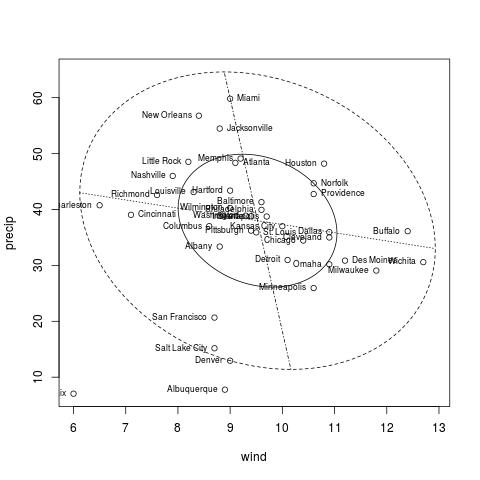 Miami
New Orleans
Jacksonville
Memphis
Atlanta
Little Rock
Houston
Nashville
Norfolk
Louisville
Hartford
Richmond
Providence
Baltimore
arleston
Wilmington
Philadelphia
Cincinnati
Columbus
Pittsburgh
Kansas City
St. Louis
Dallas
Buffalo
Cleveland
Chicago
Albany
Detroit
Des Moines
Omaha
Wichita
Milwaukee
Minneapolis
San Francisco
Salt Lake City
Denver
Albuquerque
ix
60
50
40
30
20
10
precip
6 7 8 9 10 11 12 13
wind